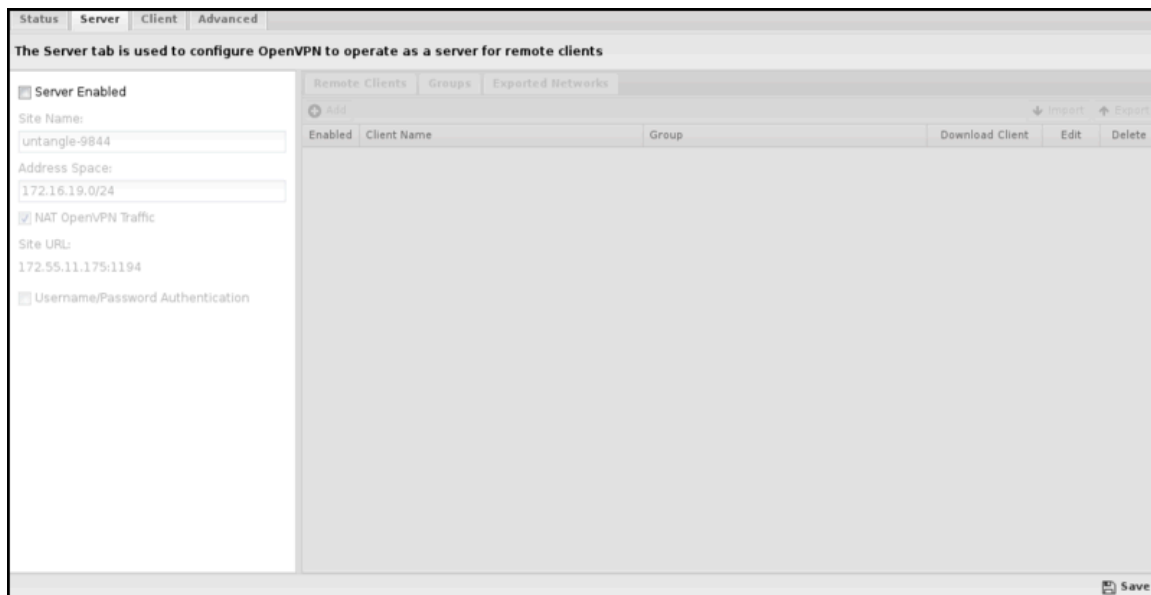 Status Server Client Advanced
The Server tab is used to configure OpenVPN to operate as a server for remote clients
Server Enabled
Site Name:
untangle-9844
Address Space:
172.16.19.0/24
NAT OpenVPN Traffic
Site URL:
172.55.11.175:1194
Username/Password Authentication
Remote Clients Groups Exported Networks
Add Import Export
Enabled Client Name Group Download Client Edit Delete
Save